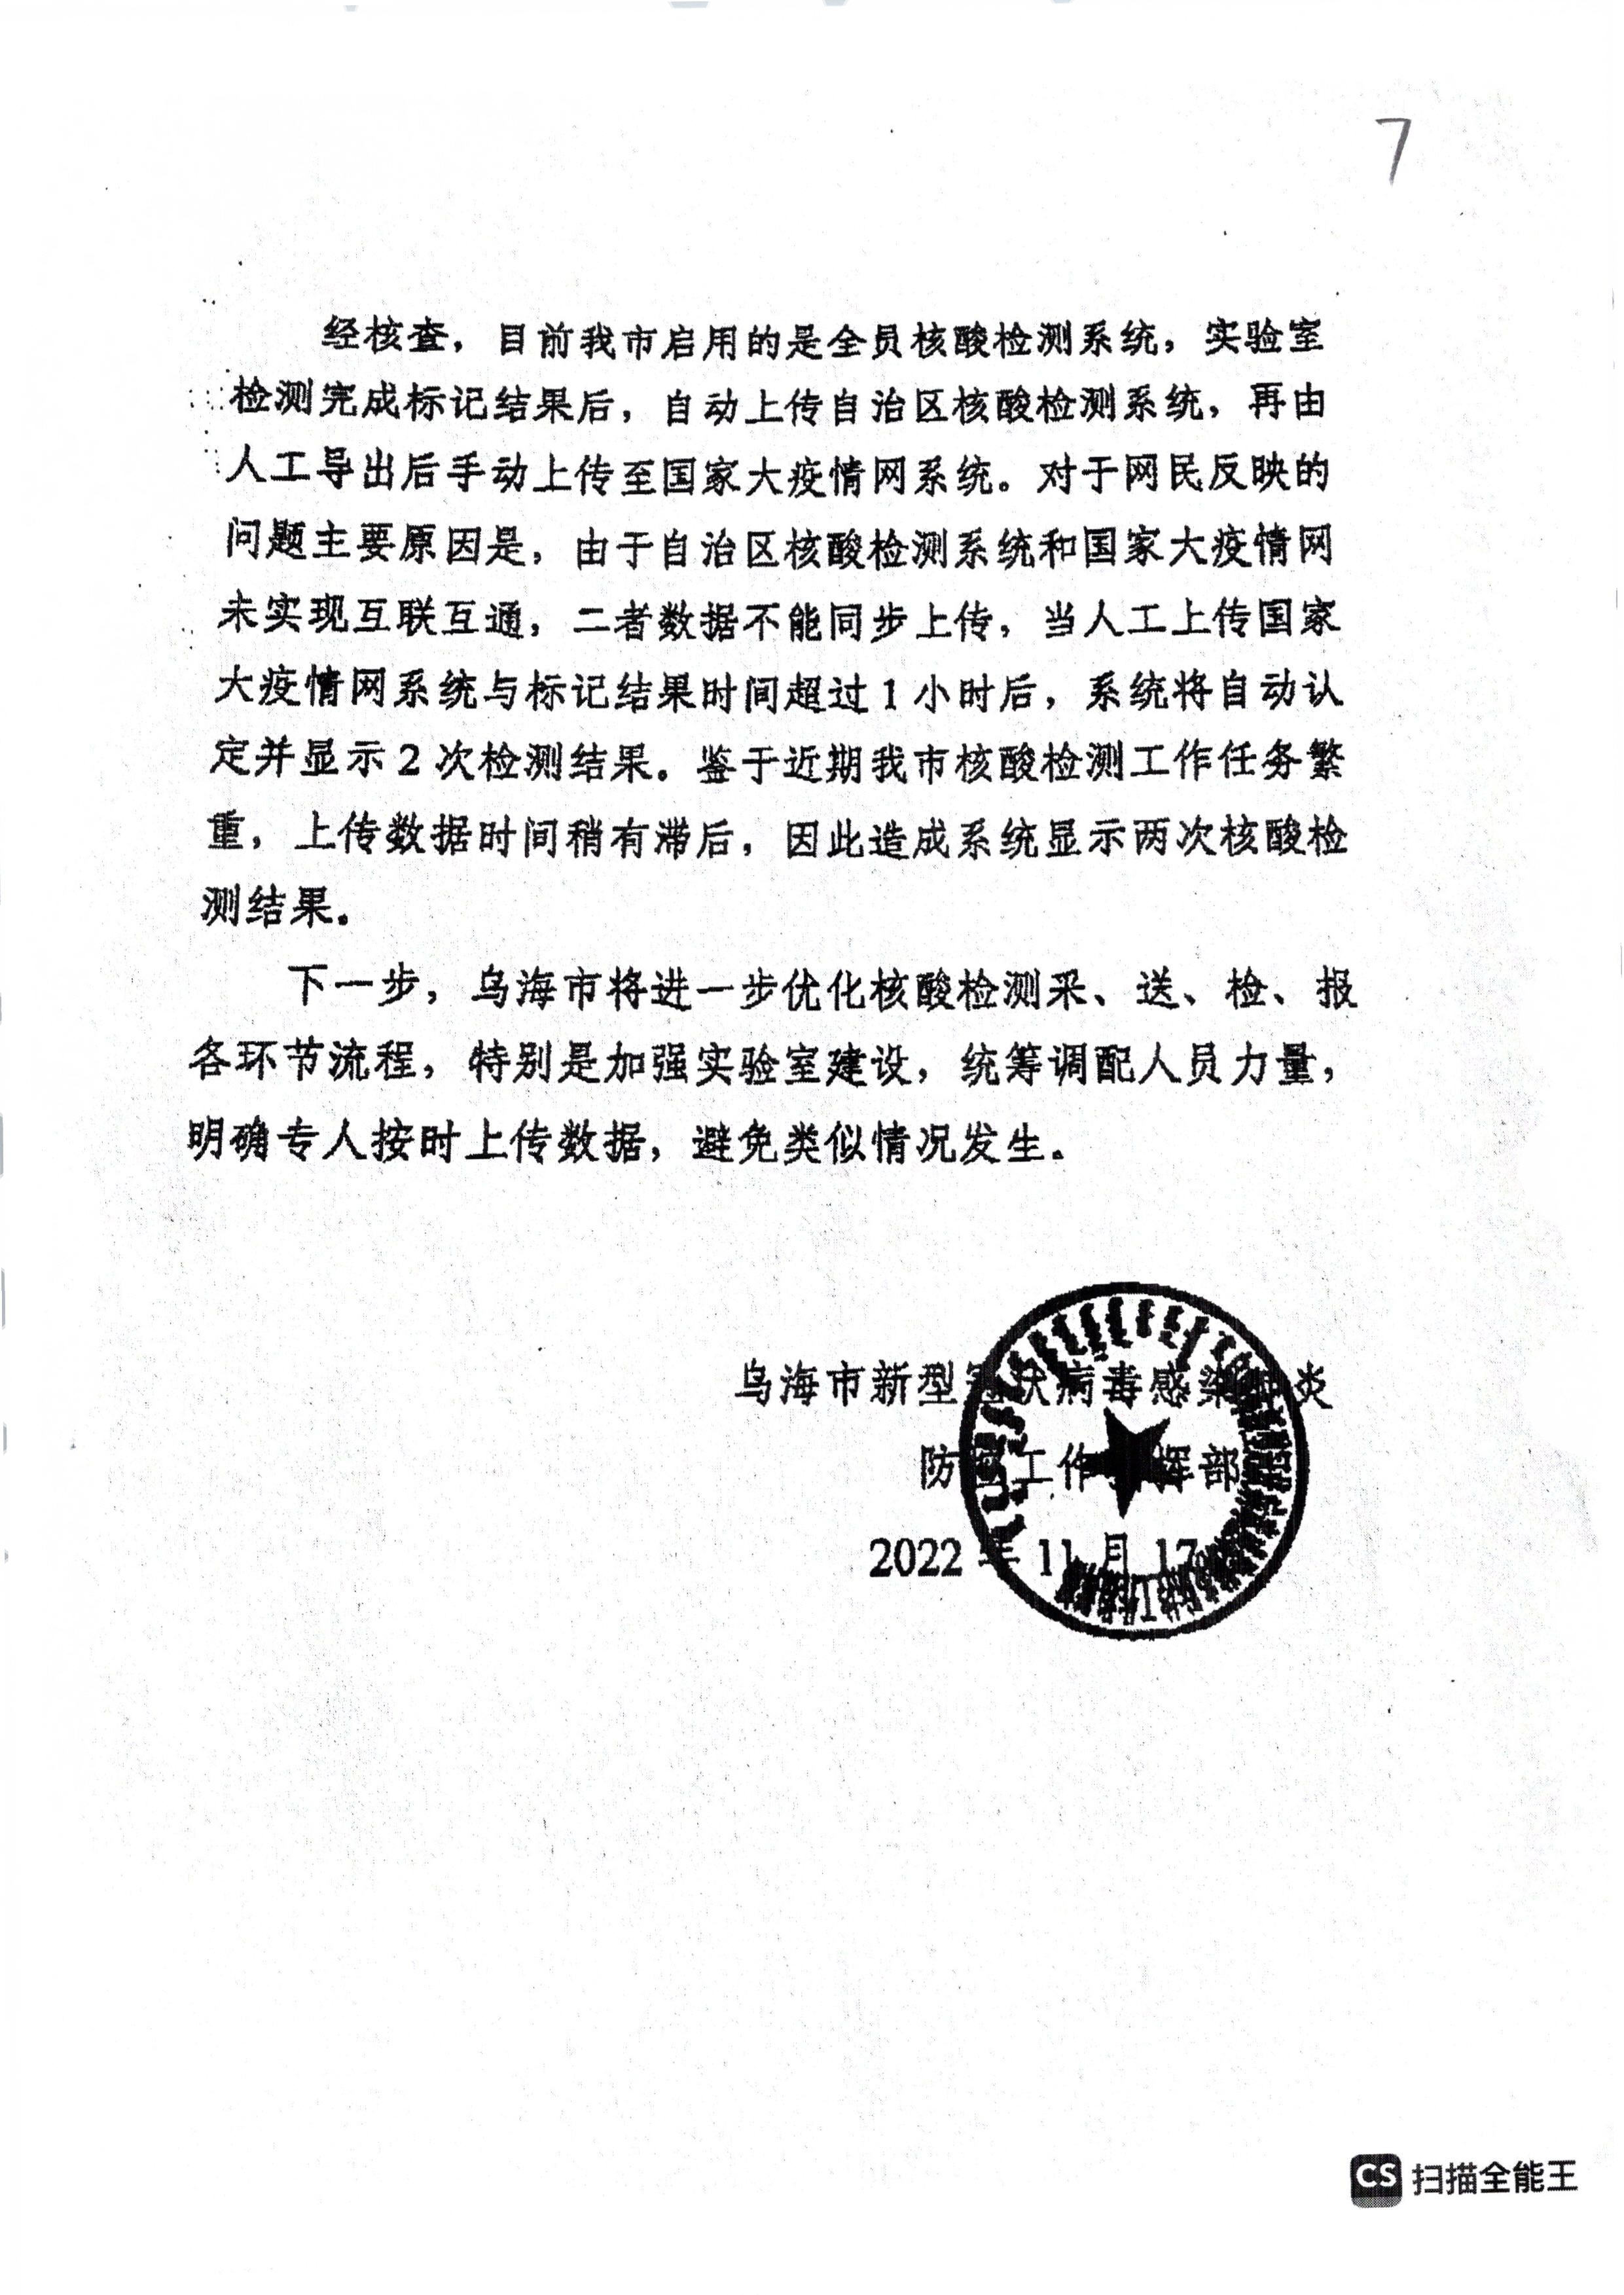 7
经核查，目前我市启用的是全员核酸检测系统，实验室
检测完成标记结果后，自动上传自治区核酸检测系统，再由
人工导出后手动上传至国家大疫情网系统。对于网民反映的
问题主要原因是，由于自治区核酸检测系统和国家大疫情网
未实现互联互通，二者数据不能同步上传，当人工上传国家
大疫情网系统与标记结果时间超过1小时后，系统将自动认
定并显示2次检测结果。鉴于近期我市核酸检测工作任务繁
重，上传数据时间稍有滞后，因此造成系统显示两次核酸检
测结果。
下一步，乌海市将进一步优化核酸检测采、送、检、报
各环节流程，特别是加强实验室建设，统筹调配人员力量，
明确专人按时上传数据，避免类似情况发生。
乌海市新型冠状病毒感染肺炎
防控工作指挥部
2022年11月17
CS 扫描全能王